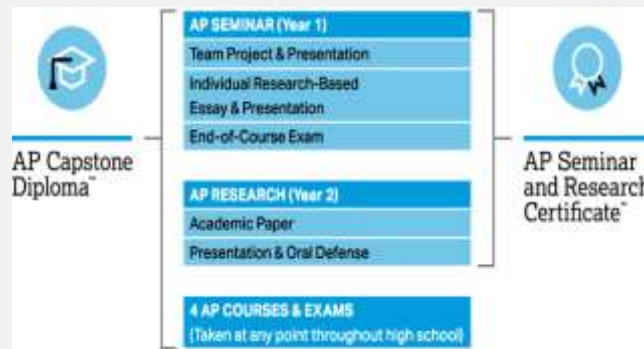 AP Capstone
Diploma™
AP SEMINAR (Year 1)
Team Project & Presentation
Individual Research-Based
Essay & Presentation
End-of-Course Exam
AP RESEARCH (Year 2)
Academic Paper
Presentation & Oral Defense
4 AP COURSES & EXAMS
(Taken at any point throughout high school)
AP Seminar
and Research
Certificate™